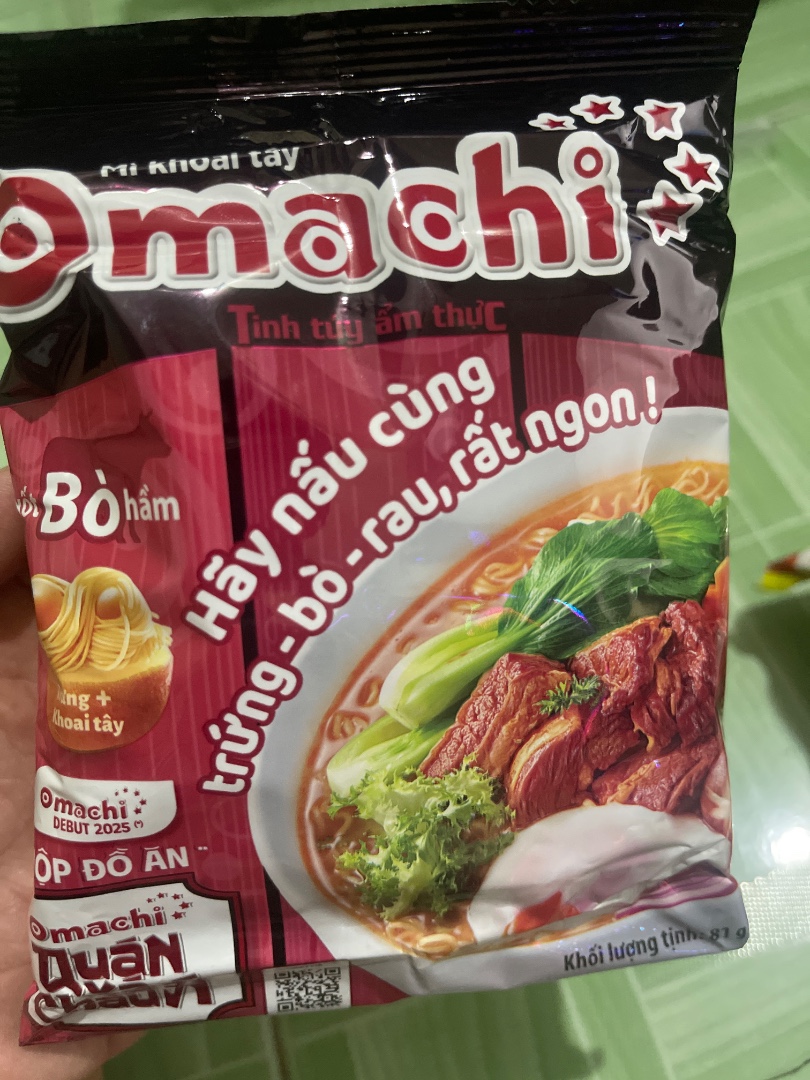 Mì khoai tây
Omachi
Tinh túy ẩm thực
Hãy nấu cùng
trứng - bò - rau, rất ngon!
Bò hầm
Trứng +
khoai tây
Omachi
DEBUT 2025 (*)
ỘP ĐỒ ĂN
Omachi
Quán
Khối lượng tịnh: 81 g